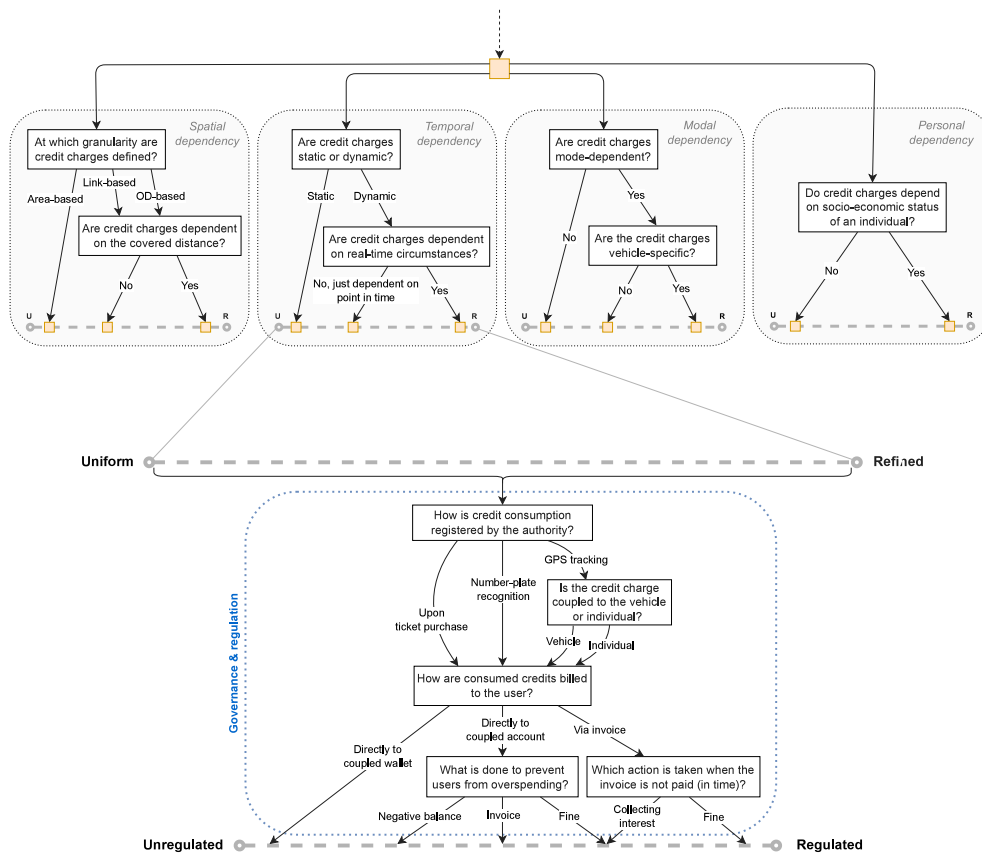 Spatial
dependency
At which granularity are
credit charges defined?
Link-based
Area-based
OD-based
Are credit charges dependent
on the covered distance?
No
Yes
U
R
Temporal
dependency
Are credit charges
static or dynamic?
Static
Dynamic
Are credit charges dependent
on real-time circumstances?
No, just dependent on
point in time
Yes
U
R
Modal
dependency
Are credit charges
mode-dependent?
Yes
No
Are the credit charges
vehicle-specific?
No
Yes
U
R
Personal
dependency
Do credit charges depend
on socio-economic status
of an individual?
No
Yes
U
R
Uniform
Refined
Governance & regulation
How is credit consumption
registered by the authority?
GPS tracking
Number-plate
recognition
Upon
ticket purchase
Is the credit charge
coupled to the vehicle
or individual?
Vehicle
Individual
How are consumed credits billed
to the user?
Directly to
coupled wallet
Directly to
coupled account
Via invoice
What is done to prevent
users from overspending?
Which action is taken when the
invoice is not paid (in time)?
Negative balance
Invoice
Fine
Collecting
interest
Fine
Unregulated
Regulated